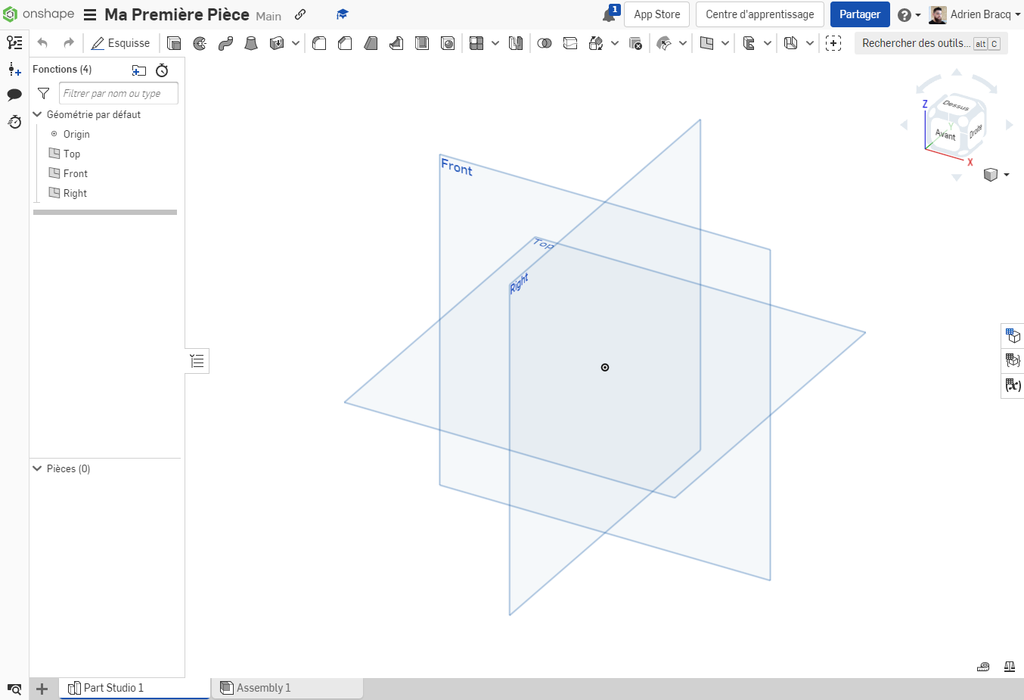 onshape Ma Première Pièce Main 1 App Store Centre d'apprentissage Partager Adrien Bracq
Esquisse Rechercher des outils... alt C
Fonctions (4)
Filtrer par nom ou type
Géométrie par défaut
Origin
Top
Front
Right
Pièces (0)
Front
Top
Right
Z
Dessus
Avant
Droite
Y
X
Part Studio 1 Assembly 1